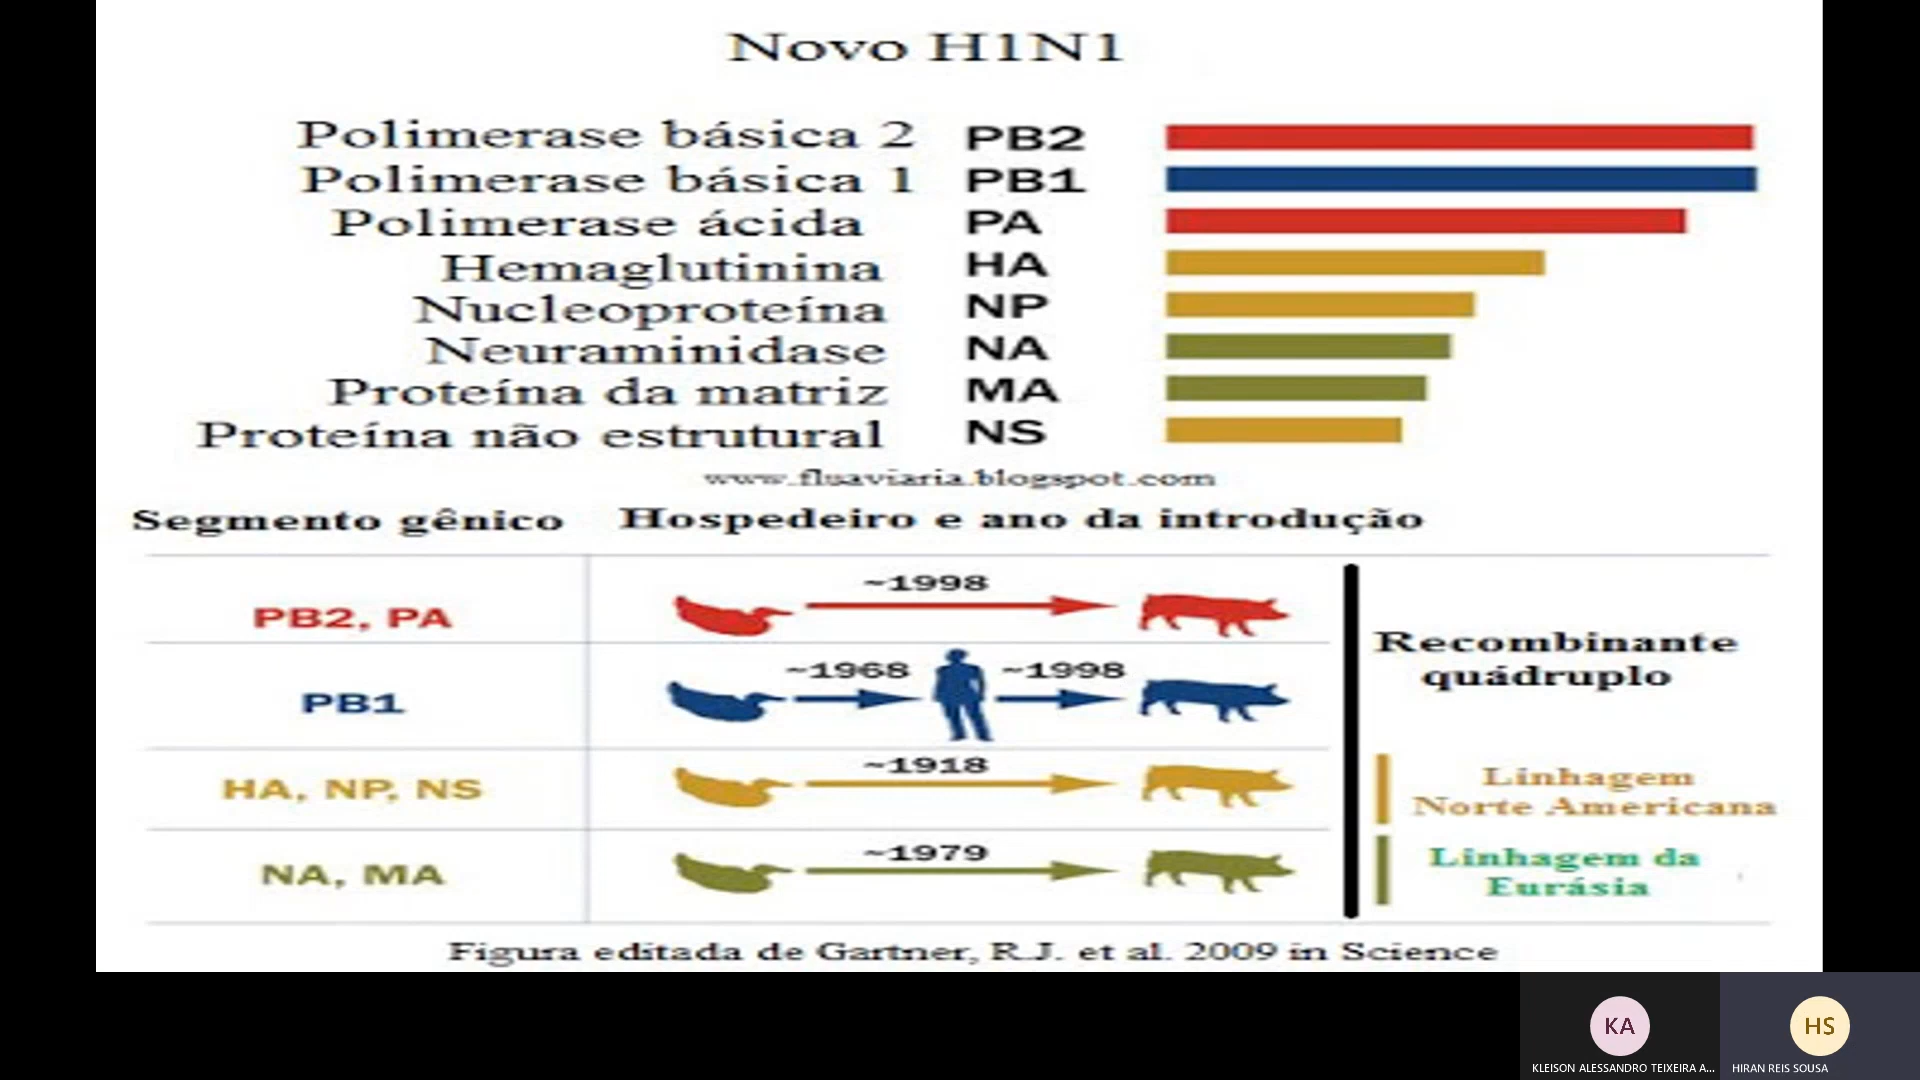 Novo H1N1
Polimerase básica 2 PB2
Polimerase básica 1 PB1
Polimerase ácida PA
Hemaglutinina HA
Nucleoproteína NP
Neuraminidase NA
Proteína da matriz MA
Proteína não estrutural NS
www.fluaviaria.blogspot.com
Segmento gênico Hospedeiro e ano da introdução
PB2, PA ~1998
PB1 ~1968 ~1998
HA, NP, NS ~1918
NA, MA ~1979
Recombinante
quádruplo
Linhagem
Norte Americana
Linhagem da
Eurásia
Figura editada de Gartner, R.J. et al. 2009 in Science
KA
KLEISON ALESSANDRO TEIXEIRA A...
HS
HIRAN REIS SOUSA